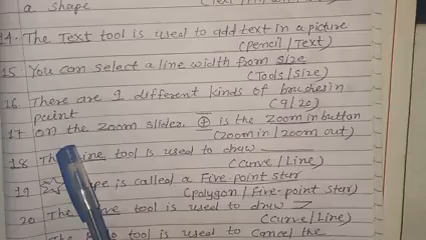 a shape
14. The Text tool is used to add text in a picture
(Pencil / Text)
15 You can select a line width from size
(Tools / Size)
16. There are 9 different kinds of brushes in
paint (9 / 20)
17 on the zoom slider ⊕ is the zoom in button
(zoom in / zoom out)
18 The Line tool is used to draw
(curve / Line)
19 is called a Five-point star
(polygon / Five-point star)
20 The tool is used to draw
(curve / Line)
The tool is used to cancel the